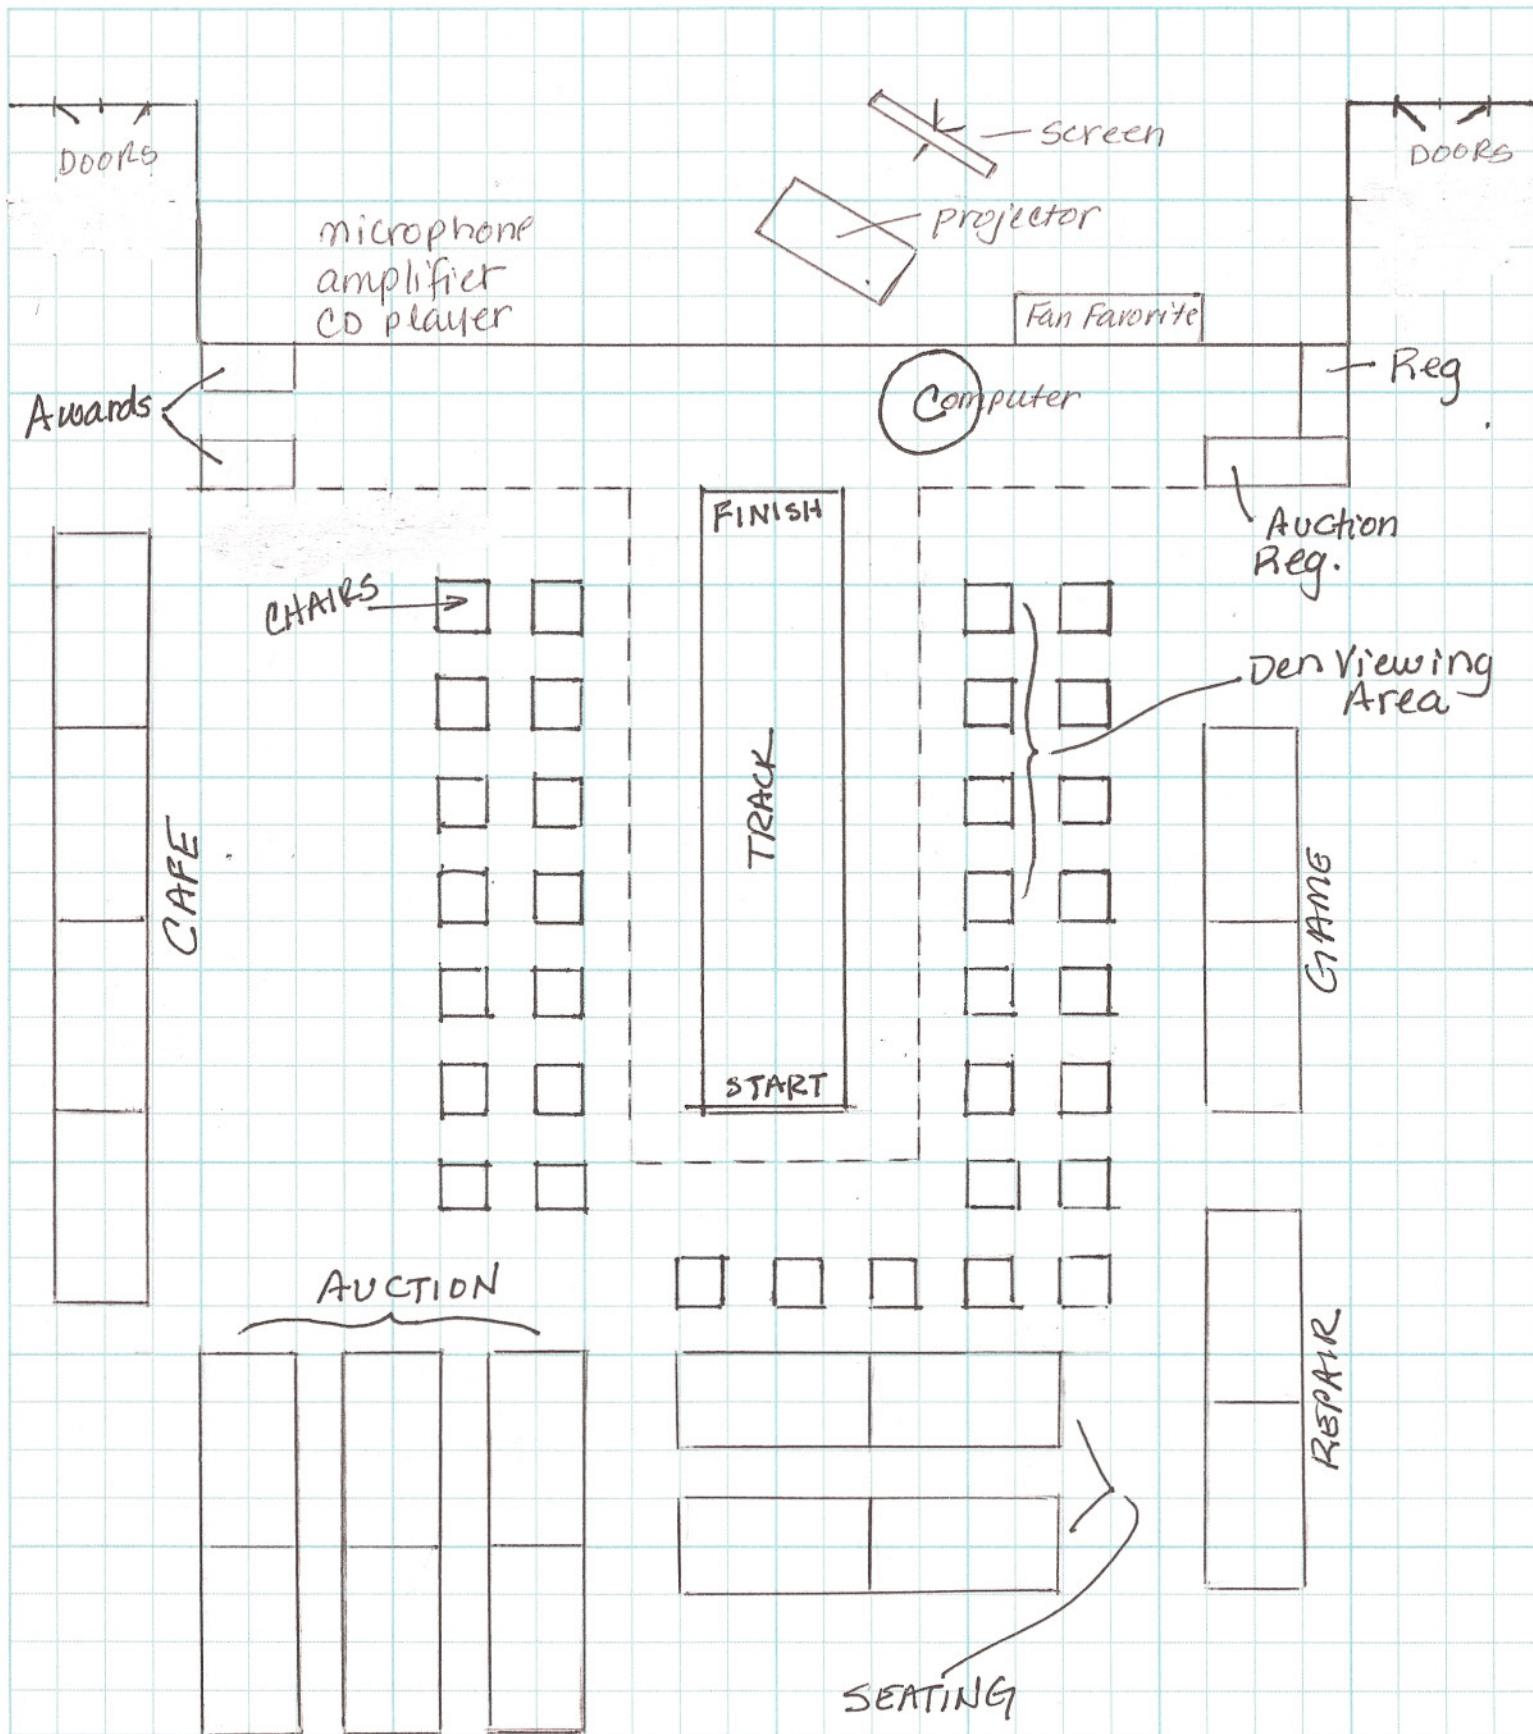 DOORS
Screen
DOORS
projector
microphone
amplifier
CD player
Fan Favorite
Reg
Awards
Computer
Auction
Reg.
FINISH
CHAIRS
Den Viewing
Area
TRACK
CAFE
GAME
START
AUCTION
REPAIR
SEATING